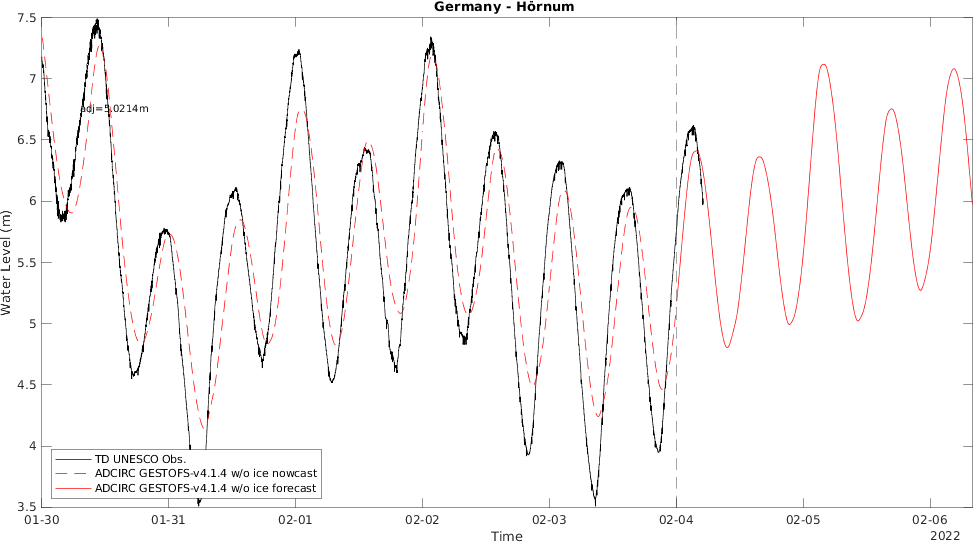 Germany - Hörnum
7.5
7
6.5
6
5.5
5
4.5
4
3.5
Water Level (m)
adj=5.0214m
TD UNESCO Obs.
ADCIRC GESTOFS-v4.1.4 w/o ice nowcast
ADCIRC GESTOFS-v4.1.4 w/o ice forecast
01-30 01-31 02-01 02-02 02-03 02-04 02-05 02-06
Time
2022